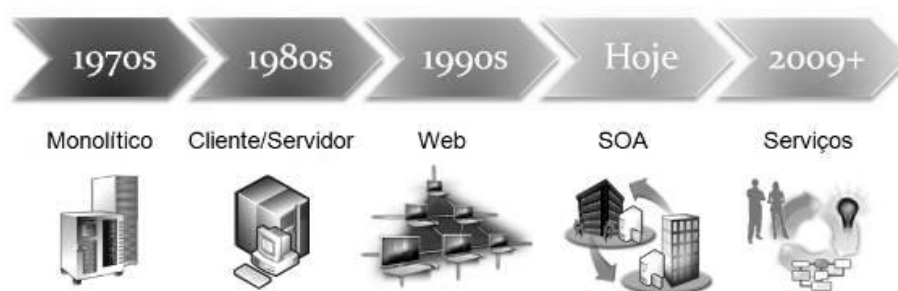 1970s 1980s 1990s Hoje 2009+
Monolítico Cliente/Servidor Web SOA Serviços